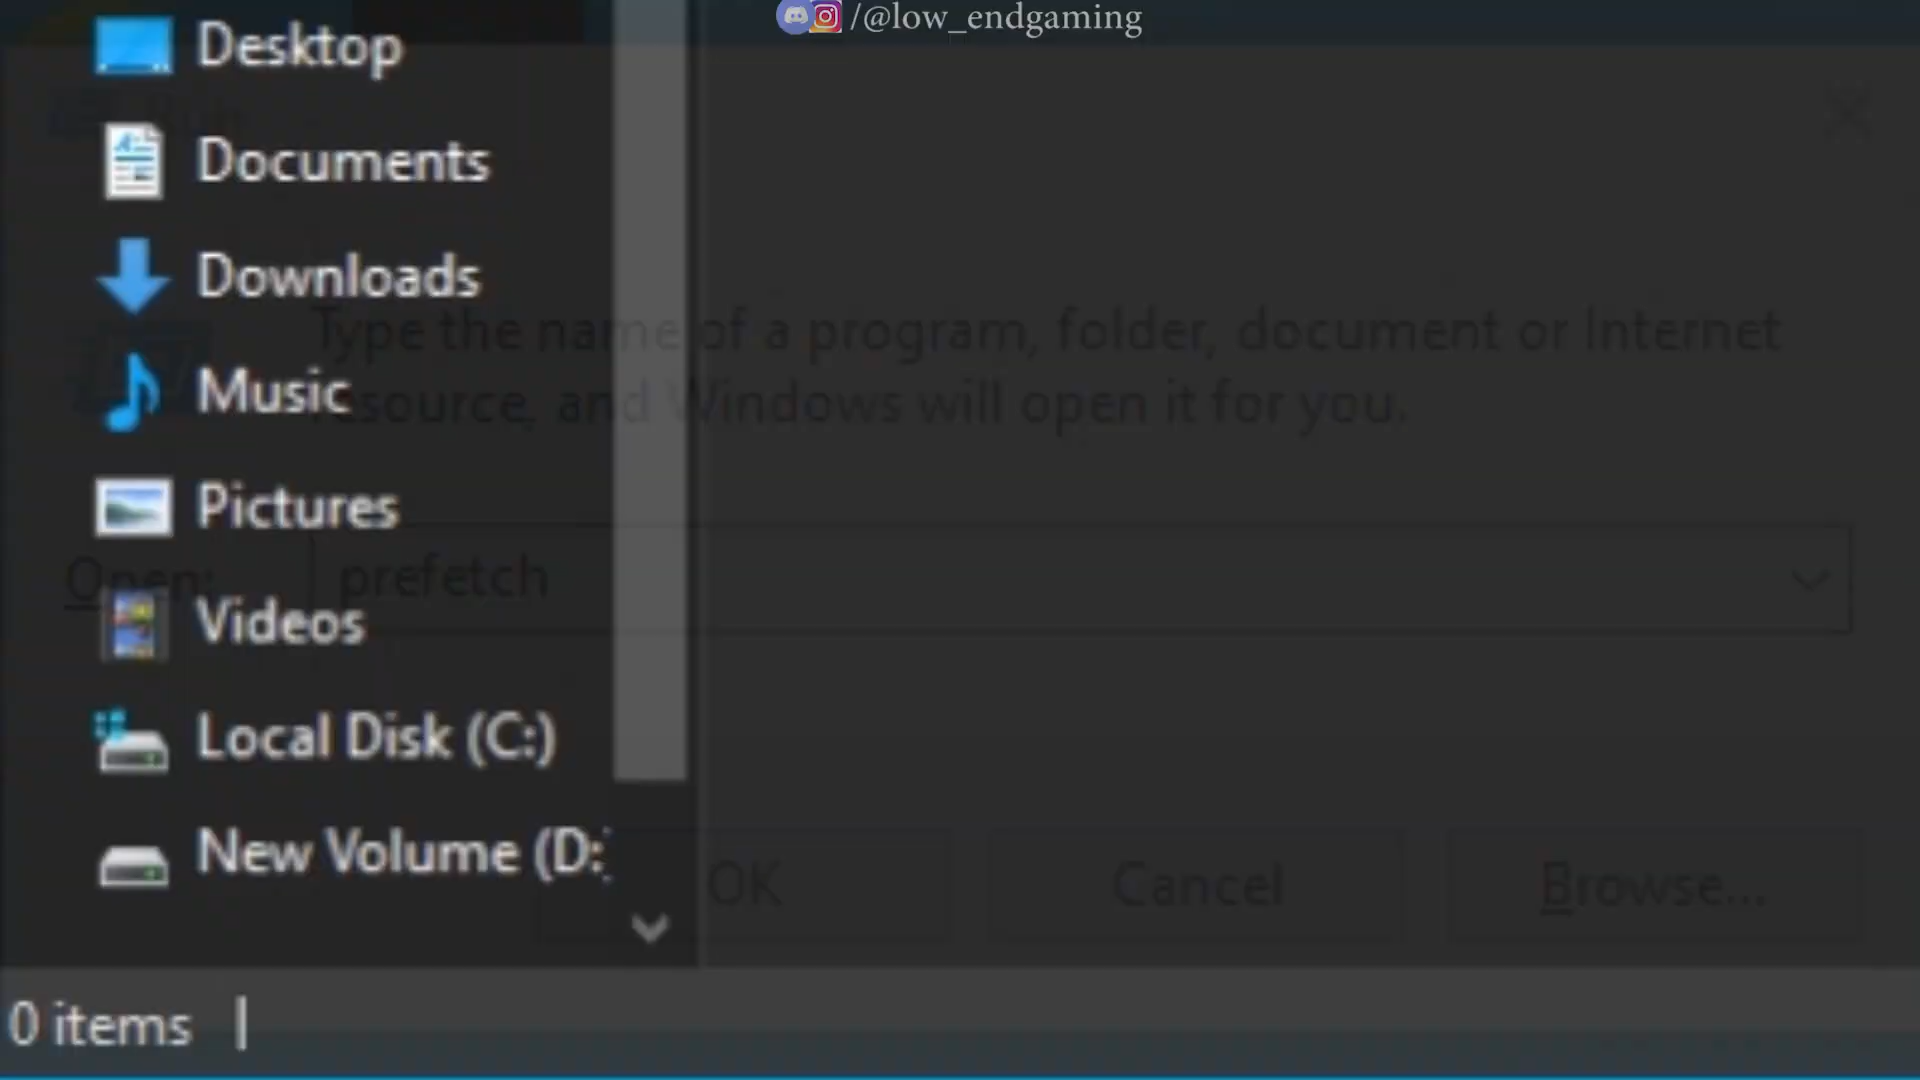 /@low_endgaming
Desktop
Documents
Downloads
Type the name of a program, folder, document or Internet
resource, and Windows will open it for you.
Music
Pictures
Open: prefetch
Videos
Local Disk (C:)
New Volume (D:
OK Cancel Browse...
0 items